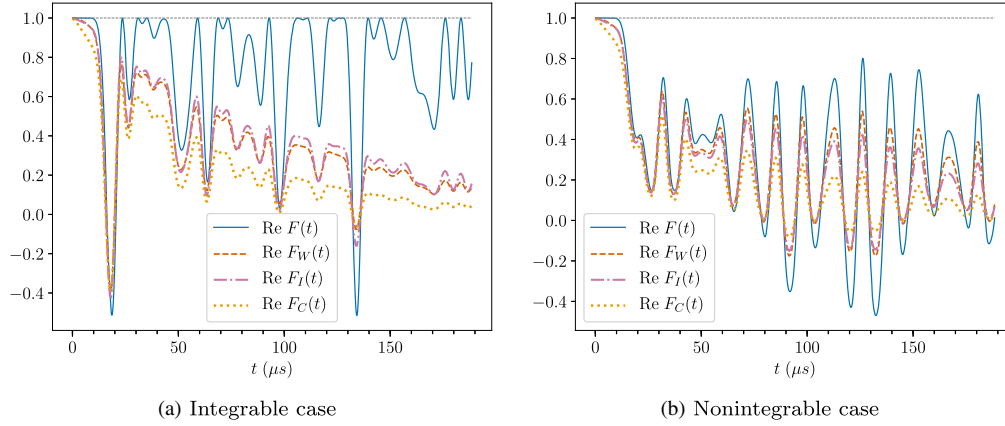 1.0
0.8
0.6
0.4
0.2
0.0
−0.2
−0.4
Re F(t)
Re F_W(t)
Re F_I(t)
Re F_C(t)
0
50
100
150
t (μs)
(a) Integrable case
1.0
0.8
0.6
0.4
0.2
0.0
−0.2
−0.4
Re F(t)
Re F_W(t)
Re F_I(t)
Re F_C(t)
0
50
100
150
t (μs)
(b) Nonintegrable case